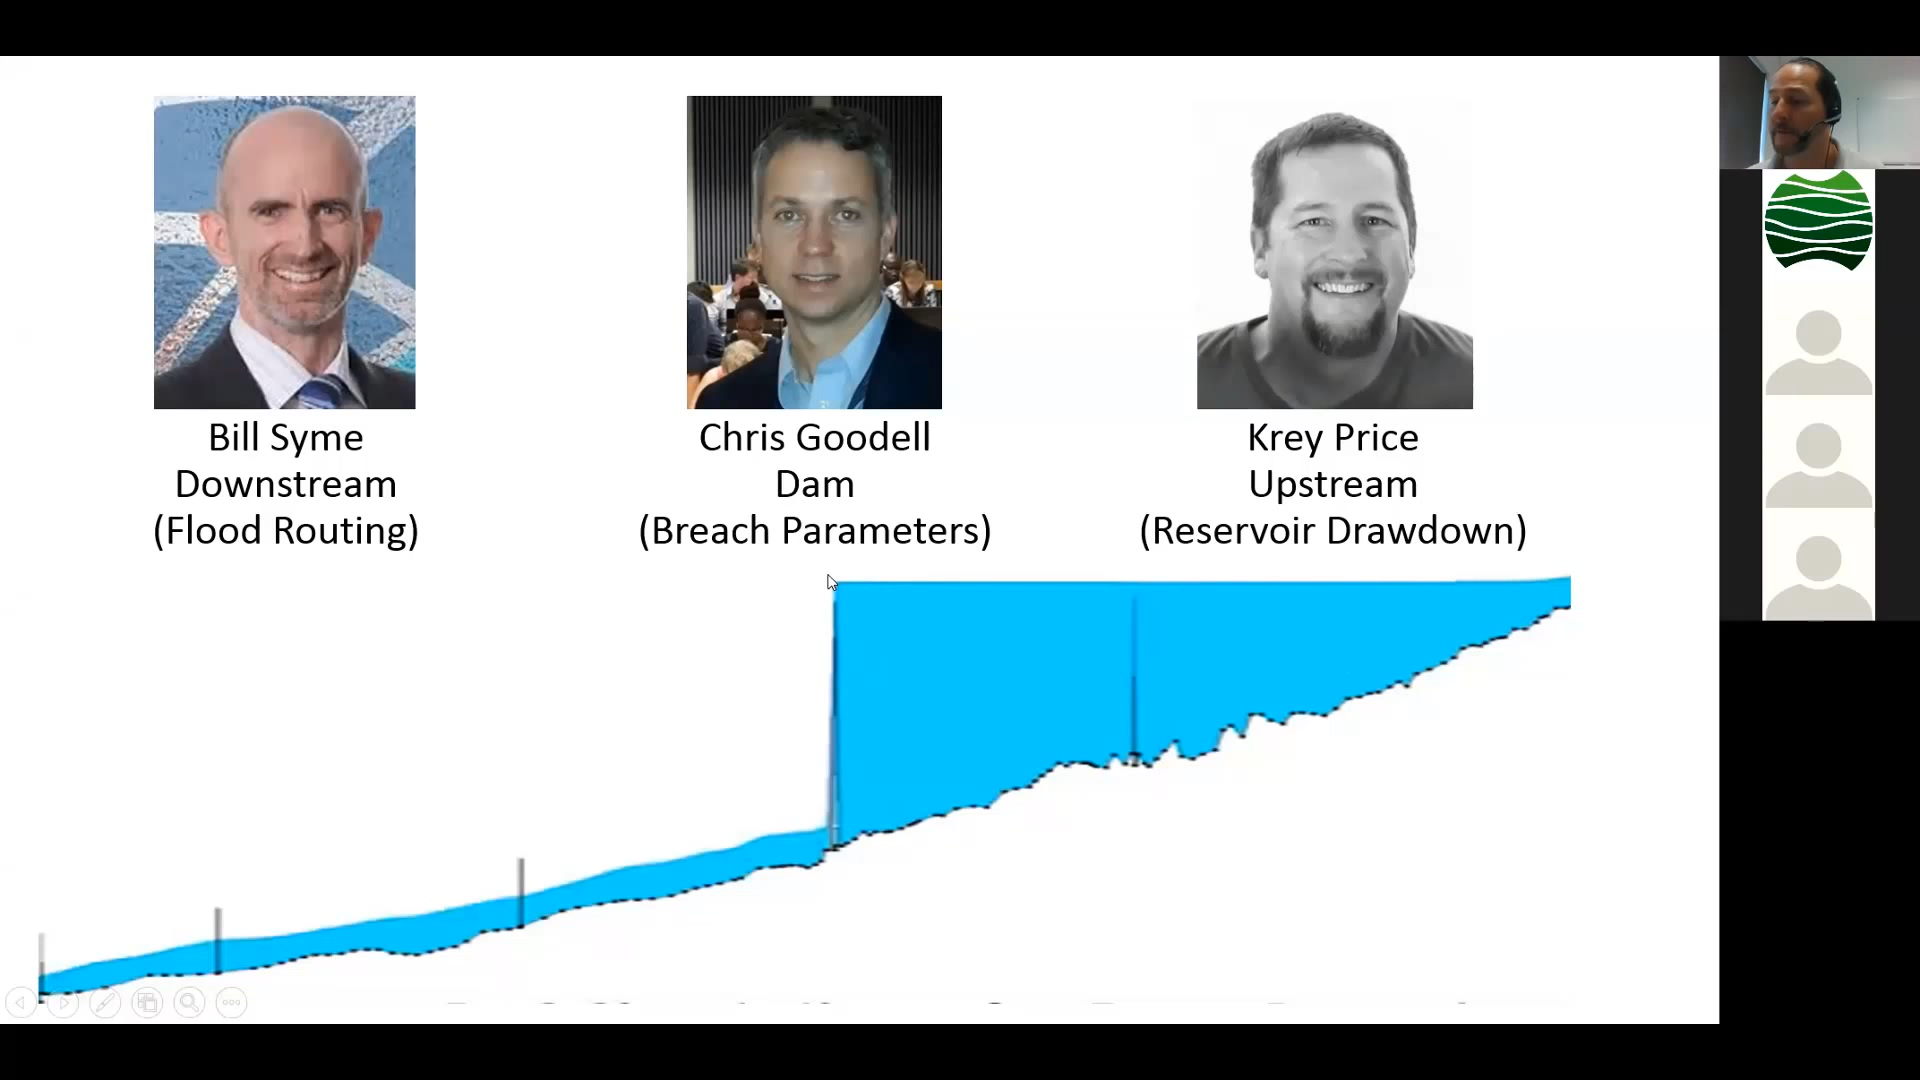 Bill Syme
Downstream
(Flood Routing)
Chris Goodell
Dam
(Breach Parameters)
Krey Price
Upstream
(Reservoir Drawdown)